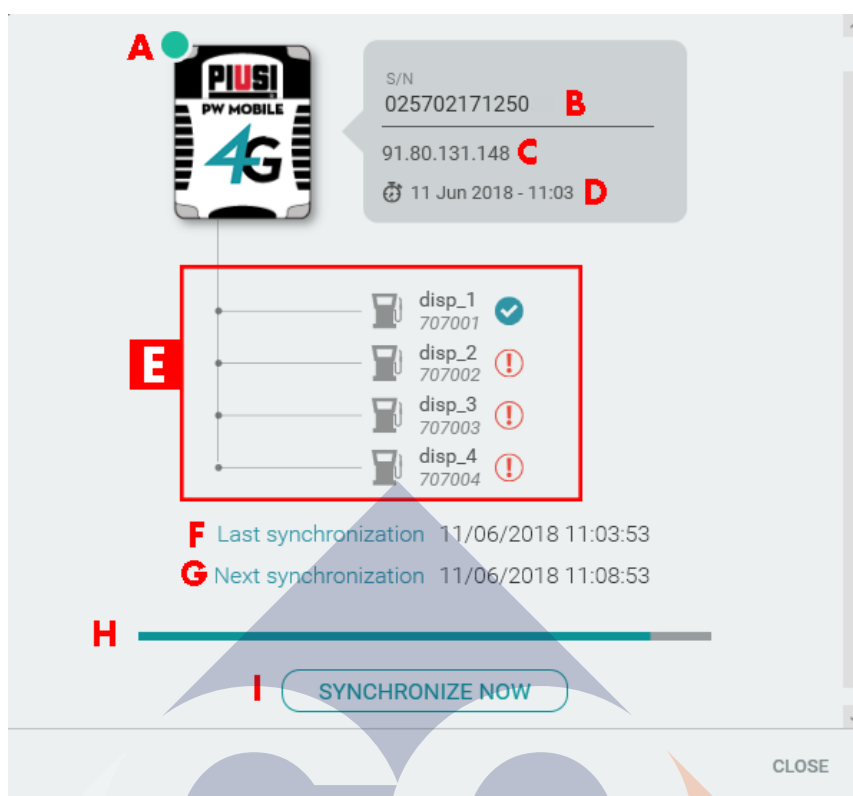 A
PIUSI
PW MOBILE
4G
S/N
025702171250 B
91.80.131.148 C
11 Jun 2018 - 11:03 D
E
disp_1
707001
disp_2
707002
disp_3
707003
disp_4
707004
F Last synchronization 11/06/2018 11:03:53
G Next synchronization 11/06/2018 11:08:53
H
I SYNCHRONIZE NOW
CLOSE